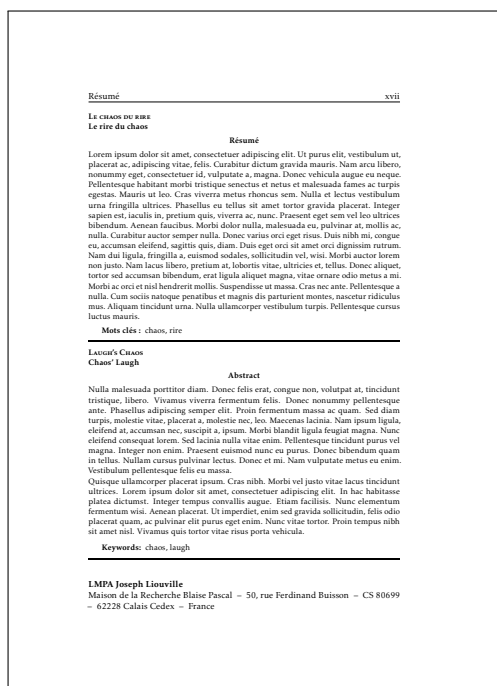 Résumé xvii
Le chaos du rire
Le rire du chaos
Résumé
Lorem ipsum dolor sit amet, consectetuer adipiscing elit. Ut purus elit, vestibulum ut,
placerat ac, adipiscing vitae, felis. Curabitur dictum gravida mauris. Nam arcu libero,
nonummy eget, consectetuer id, vulputate a, magna. Donec vehicula augue eu neque.
Pellentesque habitant morbi tristique senectus et netus et malesuada fames ac turpis
egestas. Mauris ut leo. Cras viverra metus rhoncus sem. Nulla et lectus vestibulum
urna fringilla ultrices. Phasellus eu tellus sit amet tortor gravida placerat. Integer
sapien est, iaculis in, pretium quis, viverra ac, nunc. Praesent eget sem vel leo ultrices
bibendum. Aenean faucibus. Morbi dolor nulla, malesuada eu, pulvinar at, mollis ac,
nulla. Curabitur auctor semper nulla. Donec varius orci eget risus. Duis nibh mi, congue
eu, accumsan eleifend, sagittis quis, diam. Duis eget orci sit amet orci dignissim rutrum.
Nam dui ligula, fringilla a, euismod sodales, sollicitudin vel, wisi. Morbi auctor lorem
non justo. Nam lacus libero, pretium at, lobortis vitae, ultricies et, tellus. Donec aliquet,
tortor sed accumsan bibendum, erat ligula aliquet magna, vitae ornare odio metus a mi.
Morbi ac orci et nisl hendrerit mollis. Suspendisse ut massa. Cras nec ante. Pellentesque a
nulla. Cum sociis natoque penatibus et magnis dis parturient montes, nascetur ridiculus
mus. Aliquam tincidunt urna. Nulla ullamcorper vestibulum turpis. Pellentesque cursus
luctus mauris.
Mots clés : chaos, rire
Laugh's Chaos
Chaos' Laugh
Abstract
Nulla malesuada porttitor diam. Donec felis erat, congue non, volutpat at, tincidunt
tristique, libero. Vivamus viverra fermentum felis. Donec nonummy pellentesque
ante. Phasellus adipiscing semper elit. Proin fermentum massa ac quam. Sed diam
turpis, molestie vitae, placerat a, molestie nec, leo. Maecenas lacinia. Nam ipsum ligula,
eleifend at, accumsan nec, suscipit a, ipsum. Morbi blandit ligula feugiat magna. Nunc
eleifend consequat lorem. Sed lacinia nulla vitae enim. Pellentesque tincidunt purus vel
magna. Integer non enim. Praesent euismod nunc eu purus. Donec bibendum quam
in tellus. Nullam cursus pulvinar lectus. Donec et mi. Nam vulputate metus eu enim.
Vestibulum pellentesque felis eu massa.
Quisque ullamcorper placerat ipsum. Cras nibh. Morbi vel justo vitae lacus tincidunt
ultrices. Lorem ipsum dolor sit amet, consectetuer adipiscing elit. In hac habitasse
platea dictumst. Integer tempus convallis augue. Etiam facilisis. Nunc elementum
fermentum wisi. Aenean placerat. Ut imperdiet, enim sed gravida sollicitudin, felis odio
placerat quam, ac pulvinar elit purus eget enim. Nunc vitae tortor. Proin tempus nibh
sit amet nisl. Vivamus quis tortor vitae risus porta vehicula.
Keywords: chaos, laugh
LMPA Joseph Liouville
Maison de la Recherche Blaise Pascal – 50, rue Ferdinand Buisson – CS 80699
– 62228 Calais Cedex – France